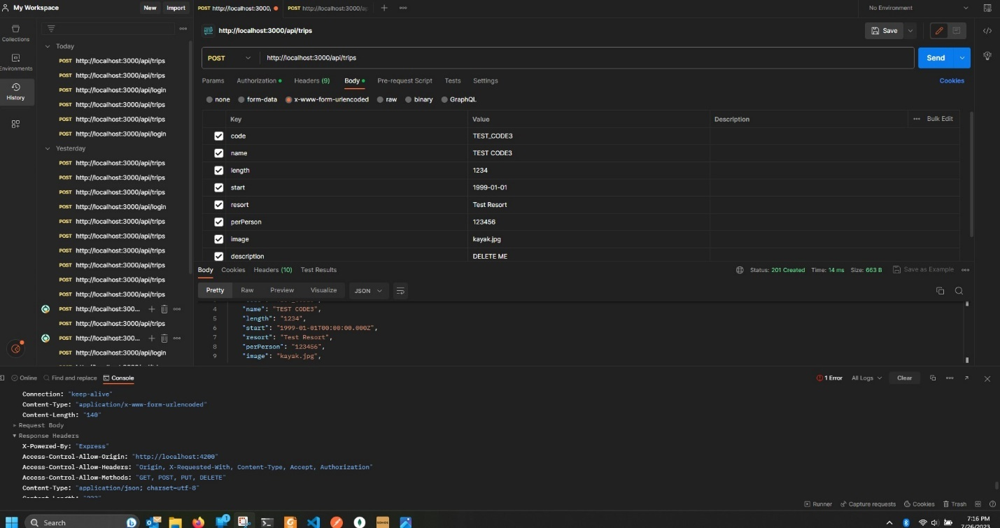 My Workspace
New
Import
POST http://localhost:3000,
POST http://localhost:3000/ap
No Environment
Collections
Environments
History
Today
POST http://localhost:3000/api/trips
POST http://localhost:3000/api/trips
POST http://localhost:3000/api/login
POST http://localhost:3000/api/trips
POST http://localhost:3000/api/trips
POST http://localhost:3000/api/login
Yesterday
POST http://localhost:3000/api/trips
POST http://localhost:3000/api/trips
POST http://localhost:3000/api/trips
POST http://localhost:3000/api/login
POST http://localhost:3000/api/trips
POST http://localhost:3000/api/trips
POST http://localhost:3000/api/trips
POST http://localhost:3000/api/trips
POST http://localhost:3000/api/trips
POST http://localhost:3000/api/trips
POST http://localhost:300...
POST http://localhost:3000/api/trips
POST http://localhost:300...
POST http://localhost:3000/api/login
HTTP http://localhost:3000/api/trips
Save
POST http://localhost:3000/api/trips
Send
Params Authorization Headers (9) Body Pre-request Script Tests Settings
Cookies
none form-data x-www-form-urlencoded raw binary GraphQL
Key Value Description Bulk Edit
code TEST_CODE3
name TEST CODE3
length 1234
start 1999-01-01
resort Test Resort
perPerson 123456
image kayak.jpg
description DELETE ME
Body Cookies Headers (10) Test Results
Status: 201 Created Time: 14 ms Size: 663 B Save as Example
Pretty Raw Preview Visualize JSON
4 "name": "TEST CODE3",
5 "length": "1234",
6 "start": "1999-01-01T00:00:00.000Z",
7 "resort": "Test Resort",
8 "perPerson": "123456",
9 "image": "kayak.jpg",
Online Find and replace Console
1 Error All Logs Clear
Connection: "keep-alive"
Content-Type: "application/x-www-form-urlencoded"
Content-Length: "140"
Request Body
Response Headers
X-Powered-By: "Express"
Access-Control-Allow-Origin: "http://localhost:4200"
Access-Control-Allow-Headers: "Origin, X-Requested-With, Content-Type, Accept, Authorization"
Access-Control-Allow-Methods: "GET, POST, PUT, DELETE"
Content-Type: "application/json; charset=utf-8"
Runner Capture requests Cookies Trash
Search
SONOS
7:16 PM
7/26/2023